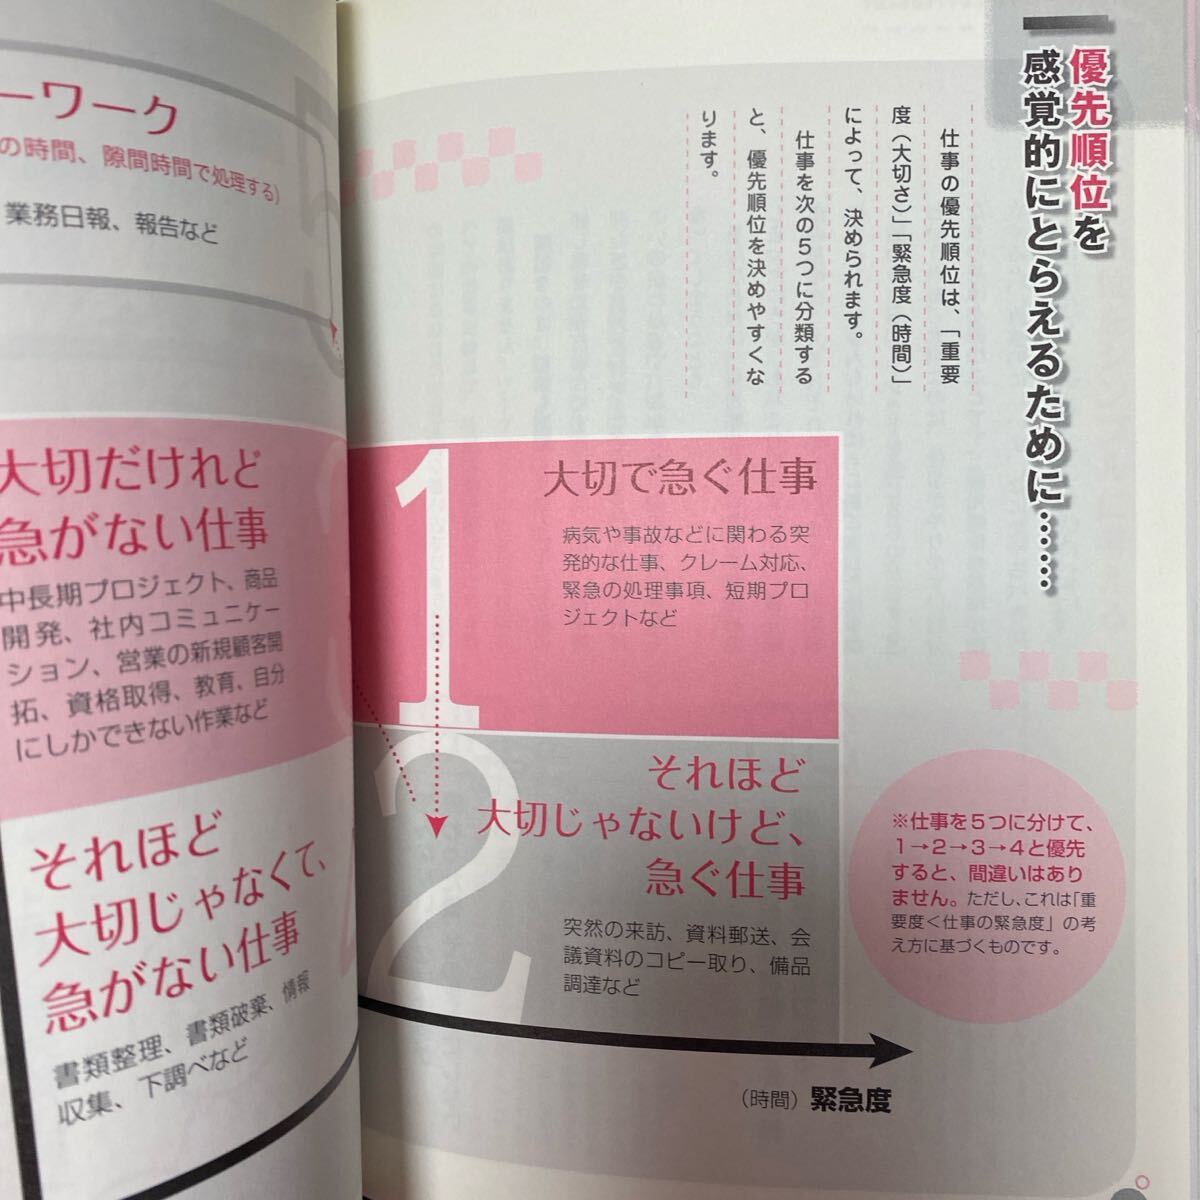 優先順位を
感覚的にとらえるために……
仕事の優先順位は、「重要
度（大切さ）」「緊急度（時間）」
によって、決められます。
仕事を次の５つに分類する
と、優先順位を決めやすくな
ります。
1
大切で急ぐ仕事
病気や事故などに関わる突
発的な仕事、クレーム対応、
緊急の処理事項、短期プロ
ジェクトなど
2
それほど
大切じゃないけど、
急ぐ仕事
突然の来訪、資料郵送、会
議資料のコピー取り、備品
調達など
※仕事を５つに分けて、
１→２→３→４と優先
すると、間違いはあり
ません。ただし、これは「重
要度＜仕事の緊急度」の考
え方に基づくものです。
（時間）緊急度
ーワーク
の時間、隙間時間で処理する)
業務日報、報告など
5
大切だけれど
急がない仕事
中長期プロジェクト、商品
開発、社内コミュニケー
ション、営業の新規顧客開
拓、資格取得、教育、自分
にしかできない作業など
それほど
大切じゃなくて、
急がない仕事
書類整理、書類破棄、情報
収集、下調べなど